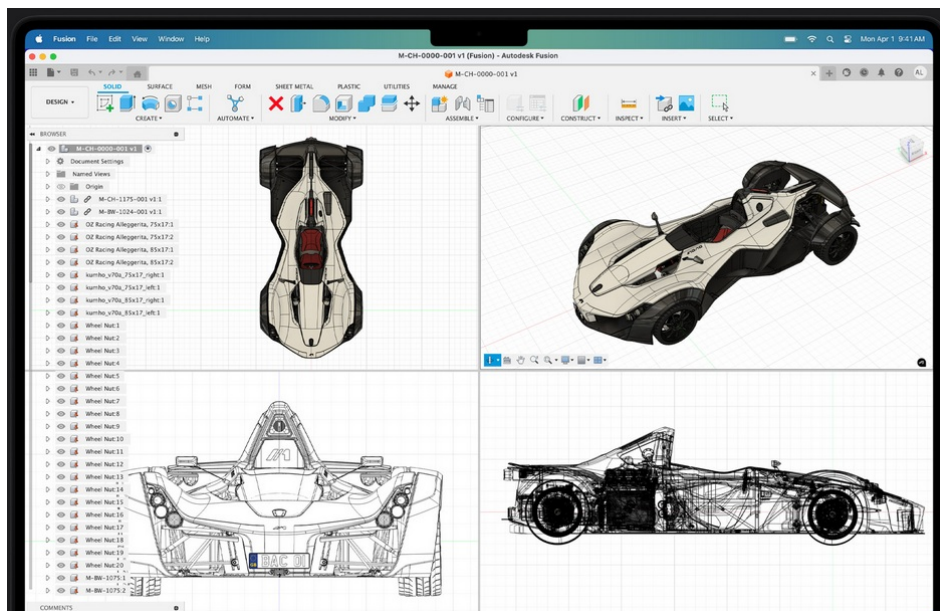 Fusion File Edit View Window Help Mon Apr 1 9:41AM
M-CH-0000-001 v1 (Fusion) - Autodesk Fusion
M-CH-0000-001 v1 AL
SOLID SURFACE MESH FORM SHEET METAL PLASTIC UTILITIES MANAGE
DESIGN
CREATE AUTOMATE MODIFY ASSEMBLE CONFIGURE CONSTRUCT INSPECT INSERT SELECT
BROWSER
M-CH-0000-001 v1
Document Settings
Named Views
Origin
M-CH-1175-001 v1:1
M-BW-1024-001 v1:1
OZ Racing Alleggerita, 75x17:1
OZ Racing Alleggerita, 75x17:2
OZ Racing Alleggerita, 85x17:1
OZ Racing Alleggerita, 85x17:2
kumho_v70a_75x17_right:1
kumho_v70a_75x17_left:1
kumho_v70a_85x17_right:1
kumho_v70a_85x17_left:1
Wheel Nut:1
Wheel Nut:2
Wheel Nut:3
Wheel Nut:4
Wheel Nut:5
Wheel Nut:6
Wheel Nut:7
Wheel Nut:8
Wheel Nut:9
Wheel Nut:10
Wheel Nut:11
Wheel Nut:12
Wheel Nut:13
Wheel Nut:14
Wheel Nut:15
Wheel Nut:16
Wheel Nut:17
Wheel Nut:18
Wheel Nut:19
Wheel Nut:20
M-BW-1075:1
M-BW-1075:2
BAC 01
COMMENTS